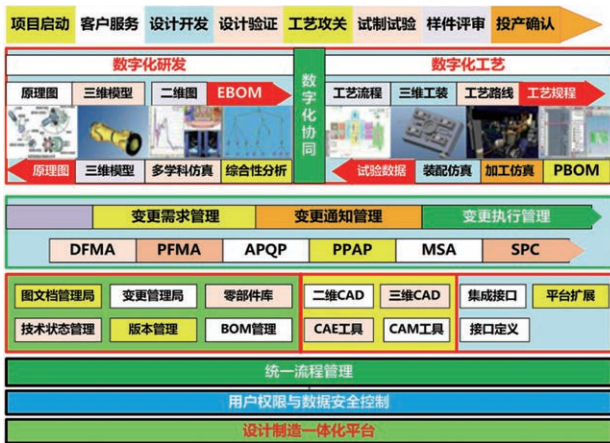 项目启动 客户服务 设计开发 设计验证 工艺攻关 试制试验 样件评审 投产确认
数字化研发 数字化协同 数字化工艺
原理图 三维模型 二维图 EBOM 工艺流程 三维工装 工艺路线 工艺规程
原理图 三维模型 多学科仿真 综合性分析 试验数据 装配仿真 加工仿真 PBOM
变更需求管理 变更通知管理 变更执行管理
DFMA PFMA APQP PPAP MSA SPC
图文档管理局 变更管理局 零部件库 二维CAD 三维CAD 集成接口 平台扩展
技术状态管理 版本管理 BOM管理 CAE工具 CAM工具 接口定义
统一流程管理
用户权限与数据安全控制
设计制造一体化平台